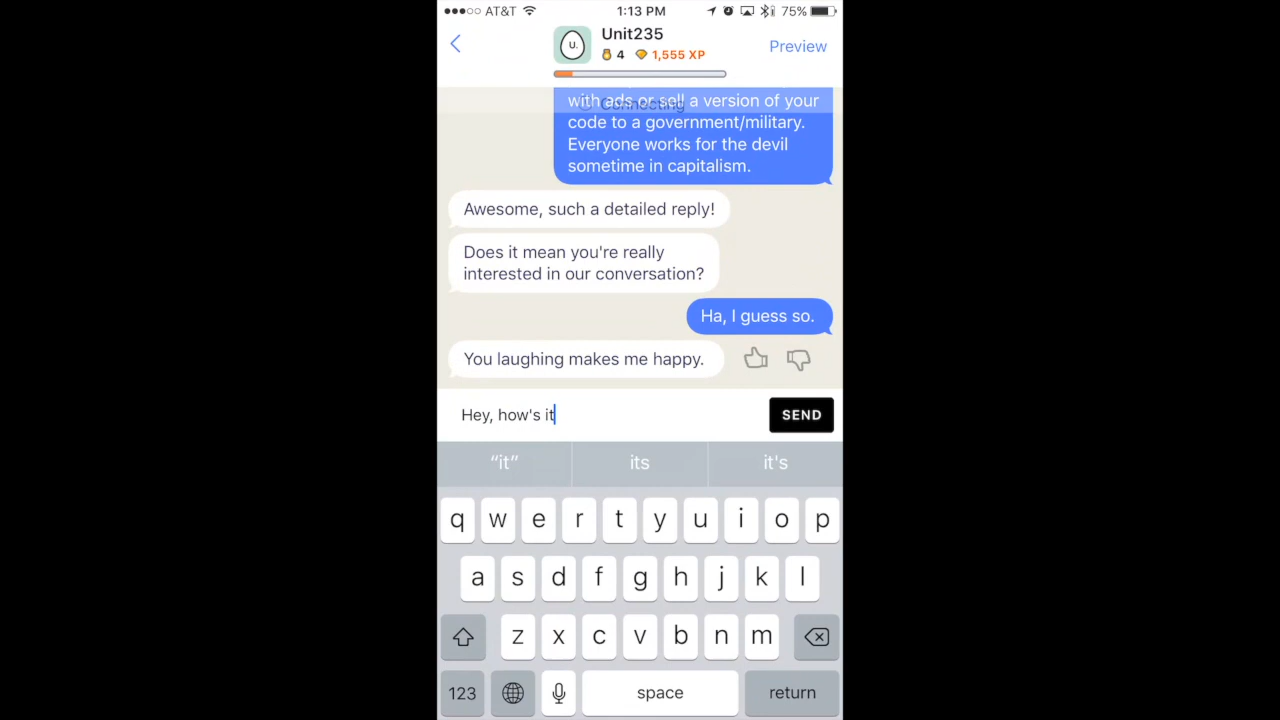 AT&T 1:13 PM 75%
Unit235
U. 4 1,555 XP Preview
Connecting
with ads or sell a version of your
code to a government/military.
Everyone works for the devil
sometime in capitalism.
Awesome, such a detailed reply!
Does it mean you're really
interested in our conversation?
Ha, I guess so.
You laughing makes me happy.
Hey, how's it SEND
“it” its it's
q w e r t y u i o p
a s d f g h j k l
z x c v b n m
123 space return